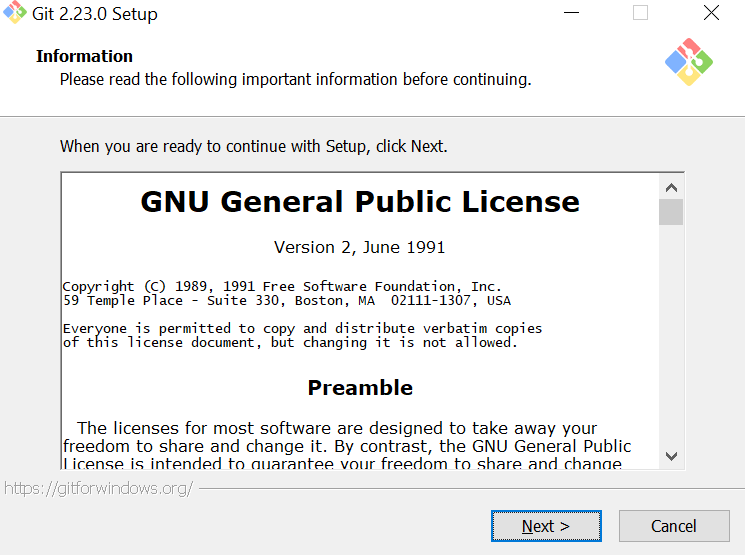 Git 2.23.0 Setup
Information
Please read the following important information before continuing.
When you are ready to continue with Setup, click Next.
GNU General Public License
Version 2, June 1991
Copyright (C) 1989, 1991 Free Software Foundation, Inc.
59 Temple Place - Suite 330, Boston, MA  02111-1307, USA
Everyone is permitted to copy and distribute verbatim copies
of this license document, but changing it is not allowed.
Preamble
The licenses for most software are designed to take away your
freedom to share and change it. By contrast, the GNU General Public
License is intended to guarantee your freedom to share and change
https://gitforwindows.org/
Next >
Cancel